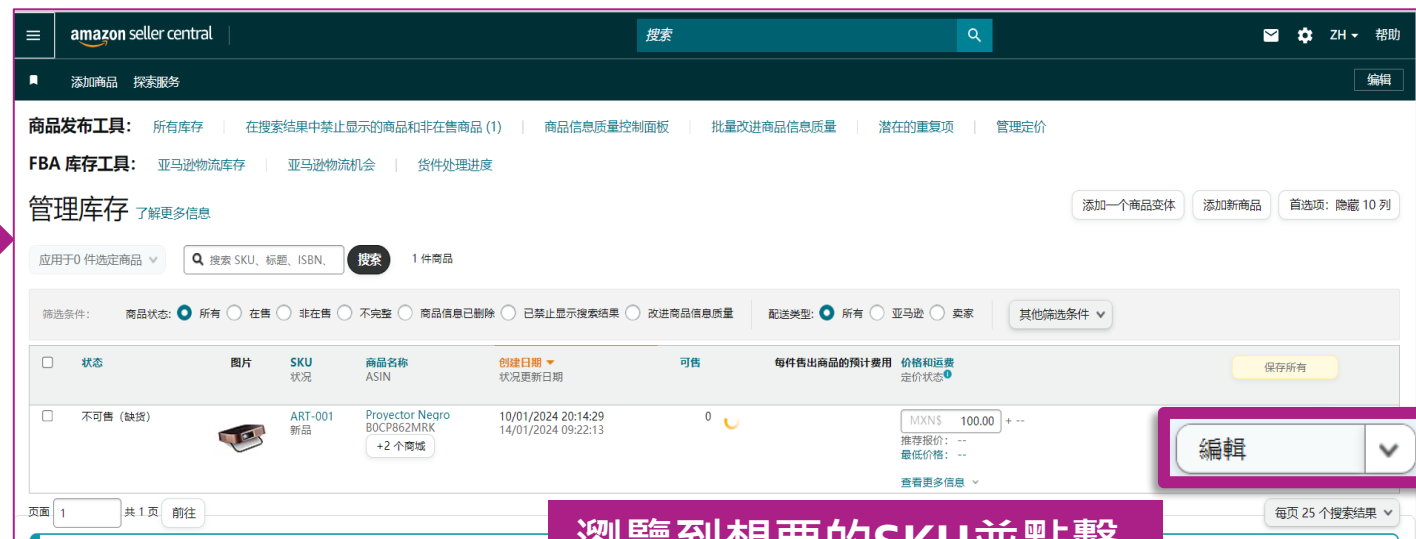 amazon seller central
搜索
ZH
帮助
添加商品 探索服务
编辑
商品发布工具： 所有库存 | 在搜索结果中禁止显示的商品和非在售商品 (1) | 商品信息质量控制面板 | 批量改进商品信息质量 | 潜在的重复项 | 管理定价
FBA 库存工具： 亚马逊物流库存 | 亚马逊物流机会 | 货件处理进度
管理库存 了解更多信息
添加一个商品变体 添加新商品 首选项：隐藏 10 列
应用于0 件选定商品 搜索 SKU、标题、ISBN、 搜索 1 件商品
筛选条件： 商品状态: 所有 在售 非在售 不完整 商品信息已删除 已禁止显示搜索结果 改进商品信息质量 配送类型: 所有 亚马逊 卖家 其他筛选条件
状态 图片 SKU 商品名称 创建日期 可售 每件售出商品的预计费用 价格和运费 保存所有
状况 ASIN 状况更新日期 定价状态
不可售（缺货） ART-001 Proyector Negro 10/01/2024 20:14:29 0 MXN$ 100.00 + --
新品 B0CP862MRK 14/01/2024 09:22:13
+2 个商城
推荐报价： --
最低价格： --
查看更多信息
編輯
页面 1 共 1 页 前往
每页 25 个搜索结果
瀏覽到想要的SKU並點擊